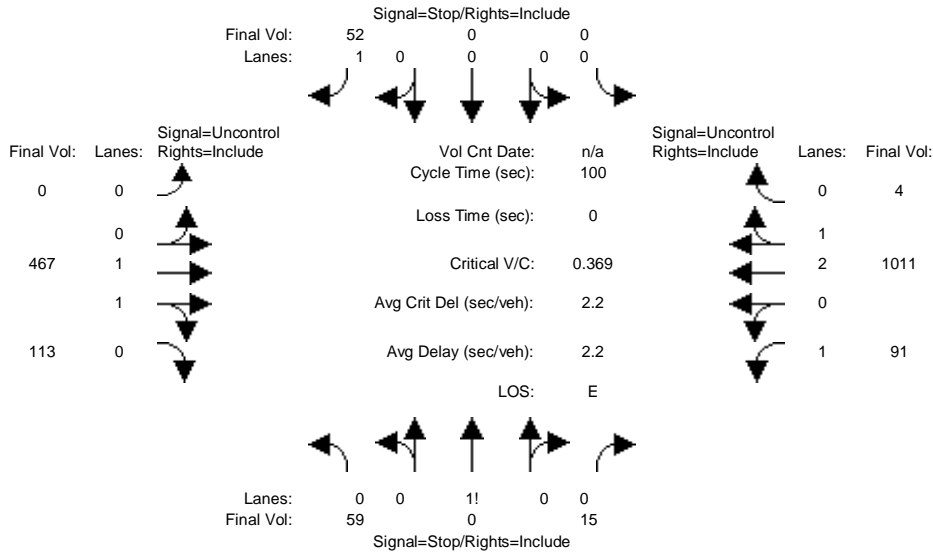 Signal=Stop/Rights=Include
Final Vol: 52 0 0
Lanes: 1 0 0 0 0
Signal=Uncontrol
Final Vol: Lanes: Rights=Include
Vol Cnt Date: n/a
Signal=Uncontrol
Rights=Include Lanes: Final Vol:
Cycle Time (sec): 100
0 0
0 4
Loss Time (sec): 0
0
1
467 1
Critical V/C: 0.369
2 1011
1
Avg Crit Del (sec/veh): 2.2
0
113 0
Avg Delay (sec/veh): 2.2
1 91
LOS: E
Lanes: 0 0 1! 0 0
Final Vol: 59 0 15
Signal=Stop/Rights=Include